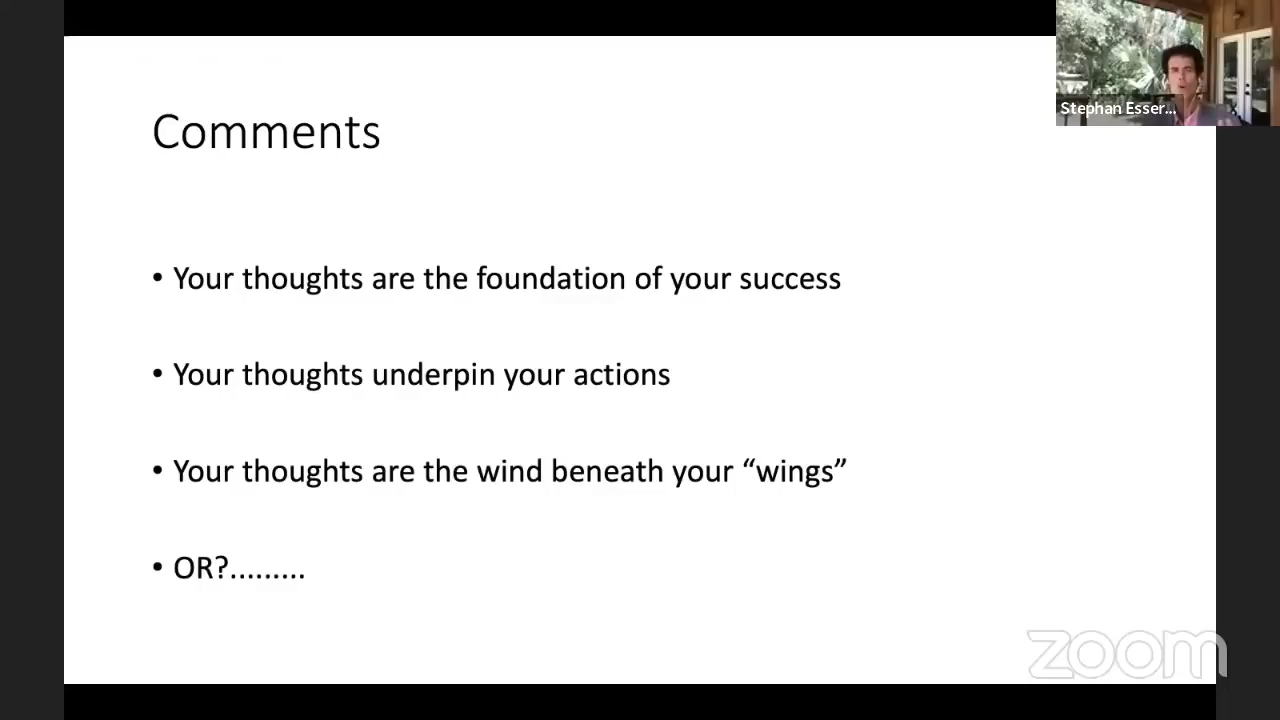 Stephan Esser...
Comments
• Your thoughts are the foundation of your success
• Your thoughts underpin your actions
• Your thoughts are the wind beneath your “wings”
• OR?.........
zoom